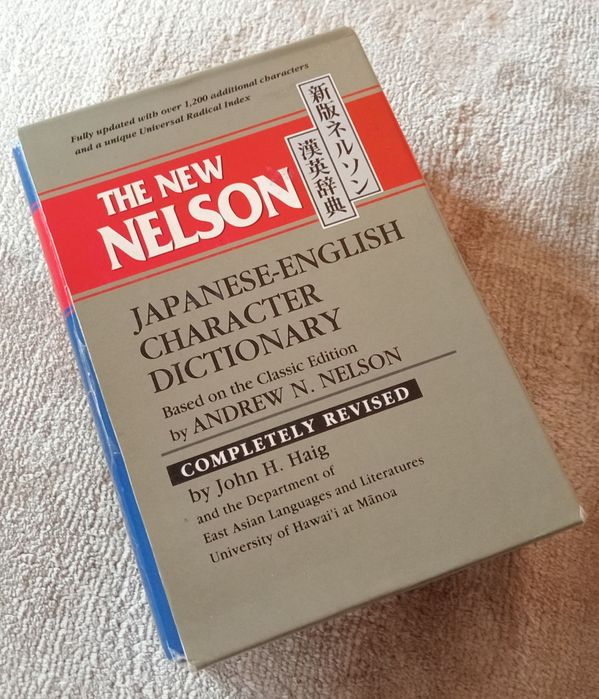 Fully updated with over 1,200 additional characters
and a unique Universal Radical Index
THE NEW
NELSON
新版ネルソン
漢英辞典
JAPANESE-ENGLISH
CHARACTER
DICTIONARY
Based on the Classic Edition
by ANDREW N. NELSON
COMPLETELY REVISED
by John H. Haig
and the Department of
East Asian Languages and Literatures
University of Hawai'i at Mānoa